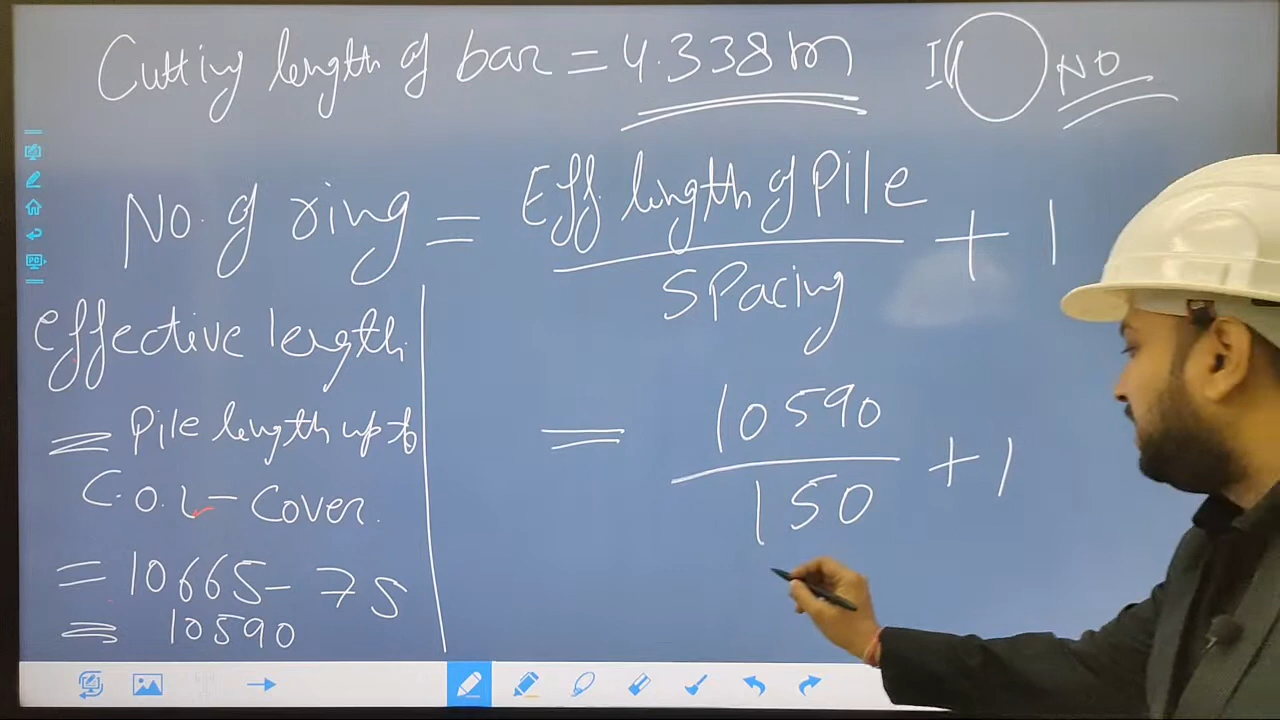 Cutting length of bar = 4.338m
NO
No. of ring = Eff. length of Pile / Spacing + 1
effective length
= Pile length up to
C.O.L - Cover.
= 10665 - 75
= 10590
= 10590 / 150 + 1